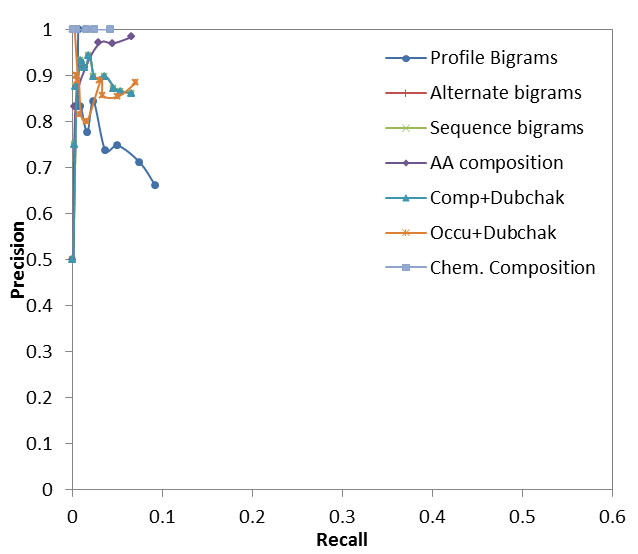 1
0.9
0.8
0.7
0.6
0.5
0.4
0.3
0.2
0.1
0
Precision
Profile Bigrams
Alternate bigrams
Sequence bigrams
AA composition
Comp+Dubchak
Occu+Dubchak
Chem. Composition
0 0.1 0.2 0.3 0.4 0.5 0.6
Recall